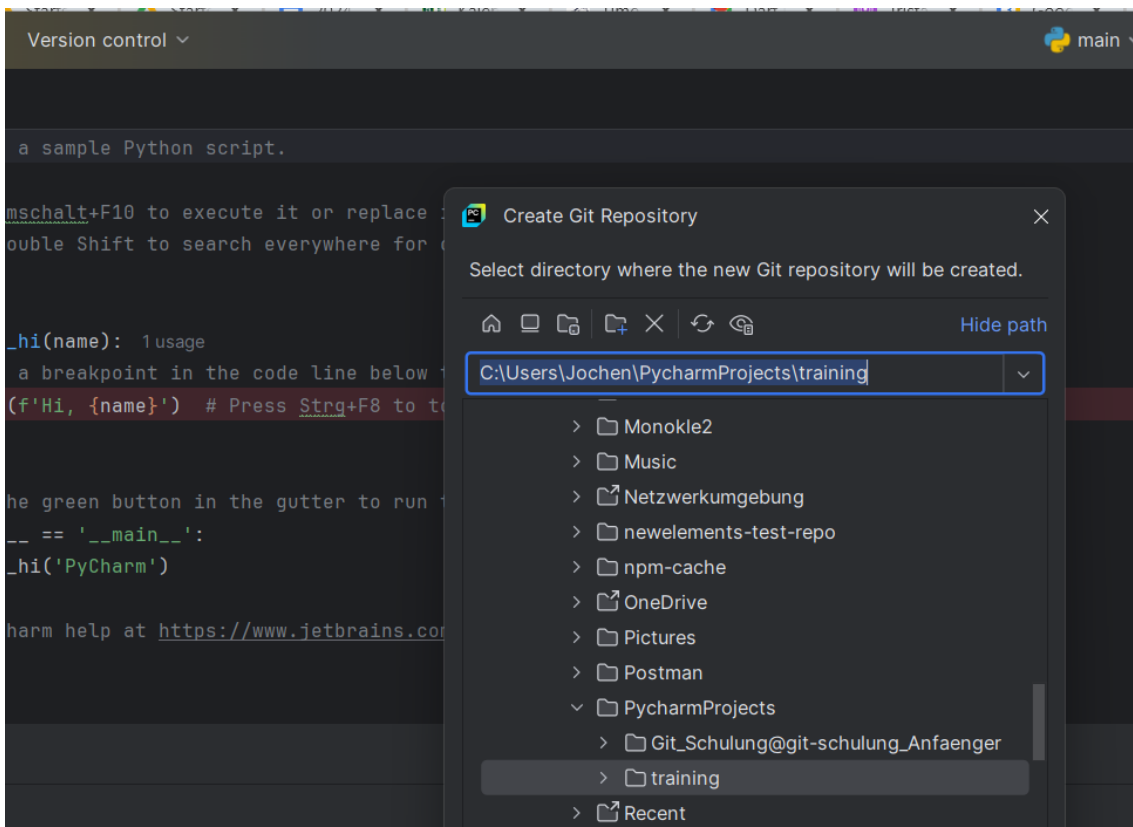 Version control
main
a sample Python script.
mschalt+F10 to execute it or replace
ouble Shift to search everywhere for
_hi(name): 1 usage
a breakpoint in the code line below
(f'Hi, {name}') # Press Strg+F8 to to
he green button in the gutter to run
__ == '__main__':
_hi('PyCharm')
harm help at https://www.jetbrains.co
PC
Create Git Repository
Select directory where the new Git repository will be created.
Hide path
C:\Users\Jochen\PycharmProjects\training
Monokle2
Music
Netzwerkumgebung
newelements-test-repo
npm-cache
OneDrive
Pictures
Postman
PycharmProjects
Git_Schulung@git-schulung_Anfaenger
training
Recent